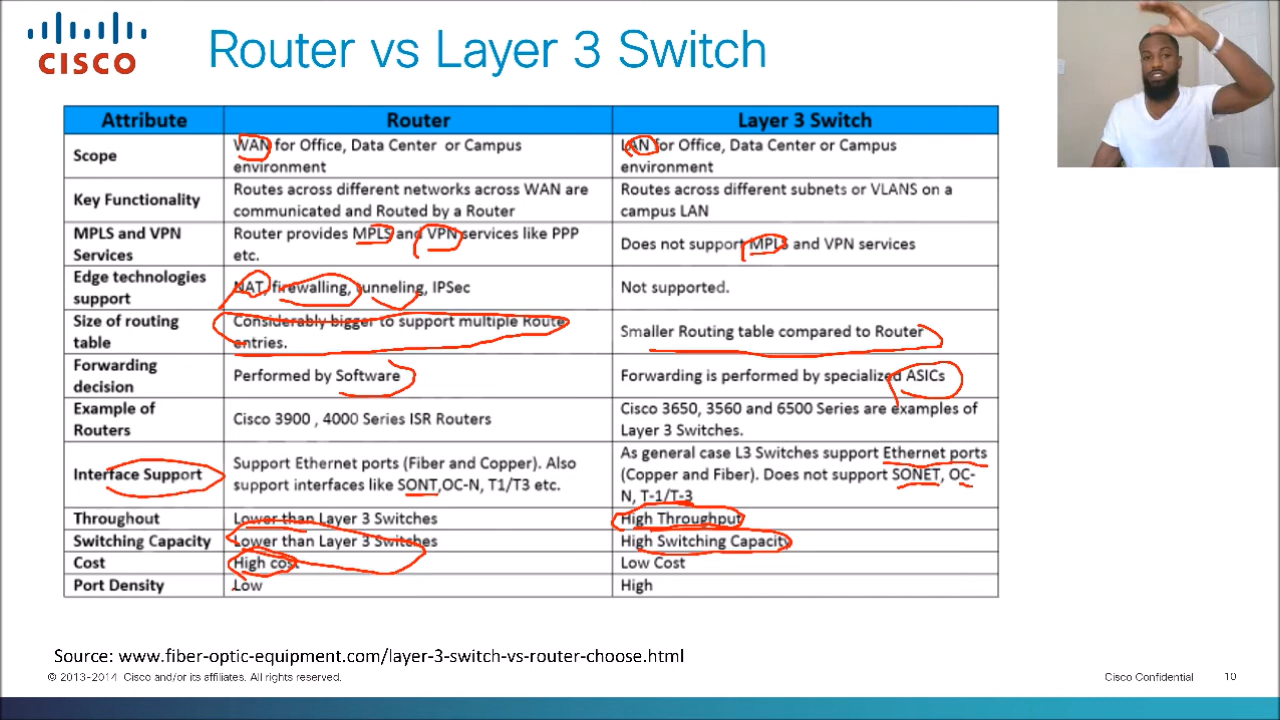 CISCO
Router vs Layer 3 Switch
Attribute Router Layer 3 Switch
Scope
WAN for Office, Data Center or Campus
environment
LAN for Office, Data Center or Campus
environment
Key Functionality
Routes across different networks across WAN are
communicated and Routed by a Router
Routes across different subnets or VLANS on a
campus LAN
MPLS and VPN
Services
Router provides MPLS and VPN services like PPP
etc.
Does not support MPLS and VPN services
Edge technologies
support
NAT, firewalling, tunneling, IPSec
Not supported.
Size of routing
table
Considerably bigger to support multiple Route
entries.
Smaller Routing table compared to Router
Forwarding
decision
Performed by Software
Forwarding is performed by specialized ASICs
Example of
Routers
Cisco 3900 , 4000 Series ISR Routers
Cisco 3650, 3560 and 6500 Series are examples of
Layer 3 Switches.
Interface Support
Support Ethernet ports (Fiber and Copper). Also
support interfaces like SONT,OC-N, T1/T3 etc.
As general case L3 Switches support Ethernet ports
(Copper and Fiber). Does not support SONET, OC-
N, T-1/T-3
Throughout Lower than Layer 3 Switches High Throughput
Switching Capacity Lower than Layer 3 Switches High Switching Capacity
Cost High cost Low Cost
Port Density Low High
Source: www.fiber-optic-equipment.com/layer-3-switch-vs-router-choose.html
© 2013-2014 Cisco and/or its affiliates. All rights reserved. Cisco Confidential 10